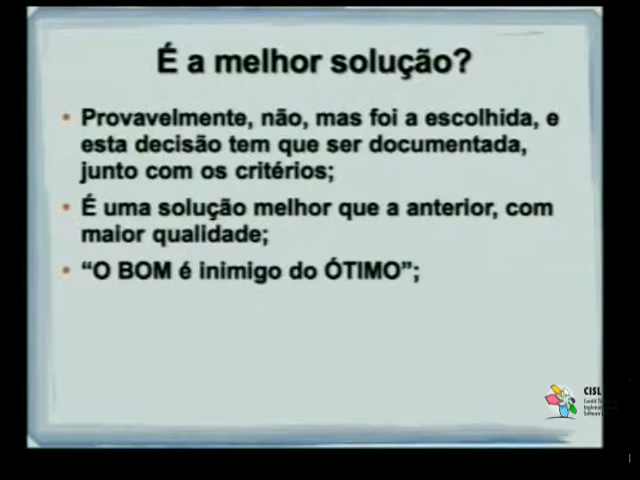 É a melhor solução?
• Provavelmente, não, mas foi a escolhida, e
esta decisão tem que ser documentada,
junto com os critérios;
• É uma solução melhor que a anterior, com
maior qualidade;
• “O BOM é inimigo do ÓTIMO”;
CISL